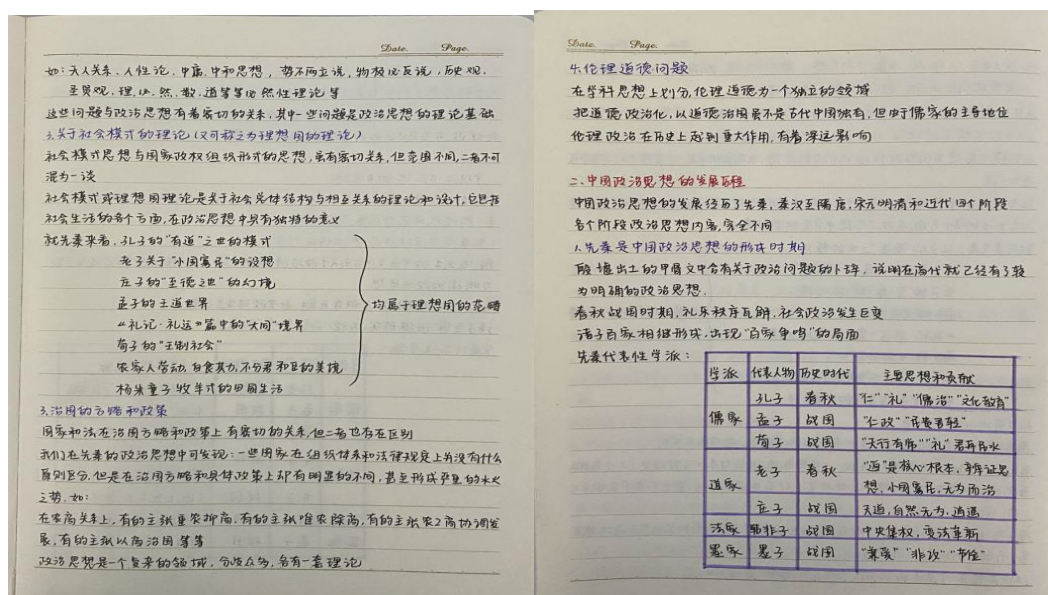 Date. Page.
如：天人关系、人性论，中庸、中和思想，势不两立说，物极必反说，历史观，
圣贤观，理、必、然、数、道等等必然性理论等
这些问题与政治思想有着密切的关系，其中一些问题是政治思想的理论基础
2.关于社会模式的理论(又可称之为理想国的理论)
社会模式思想与国家政权组织形式的思想，虽有密切关系，但范围不同，二者不可
混为一谈
社会模式或理想国理论是关于社会总体结构与相互关系的理论和设计，它包括
社会生活的各个方面，在政治思想中具有独特的意义
就先秦来看，孔子的“有道”之世的模式
老子关于“小国寡民”的设想
庄子的“至德之世”的幻境
孟子的王道世界
《礼记·礼运》篇中的“大同”境界
荀子的“王制社会”
农家人劳动，自食其力，不分君和臣的美境
杨朱童子牧羊式的田园生活
均属于理想国的范畴
3.治国的方略和政策
国家和法在治国方略和政策上有密切的关系，但二者也存在区别
我们在先秦的政治思想中可发现：一些国家在组织体系和法律规定上并没有什么
原则区分，但是在治国方略和具体政策上却有明显的不同，甚至形成严重的水火
之势，如：
在农商关系上，有的主张重农抑商，有的主张唯农除商，有的主张农工商协调发
展，有的主张以商治国等等
政治思想是一个复杂的领域，分歧众多，各有一套理论
Date. Page.
4.伦理道德问题
在学科思想上划分，伦理道德为一个独立的领域
把道德政治化，以道德治国虽不是古代中国独有，但由于儒家的主导地位
伦理政治在历史上起到重大作用，有着深远影响
二.中国政治思想的发展历程
中国政治思想的发展经历了先秦，秦汉至隋唐，宋元明清和近代四个阶段
各个阶段政治思想内容完全不同
1.先秦是中国政治思想的形成时期
殷墟出土的甲骨文中含有关于政治问题的卜辞，说明在商代就已经有了较
为明确的政治思想．
春秋战国时期，礼乐秩序瓦解，社会政治发生巨变
诸子百家相继形成，出现“百家争鸣”的局面
先秦代表性学派：
学派 代表人物 历史时代 主要思想和贡献
儒家 孔子 春秋 “仁”“礼”“儒治”“文化教育”
孟子 战国 “仁政”“民贵君轻”
荀子 战国 “天行有常”“礼”君舟民水
道家 老子 春秋 “道”是核心根本，辩证思
想，小国寡民，无为而治
庄子 战国 天道，自然无为，逍遥
法家 韩非子 战国 中央集权，变法革新
墨家 墨子 战国 “兼爱”“非攻”“节俭”